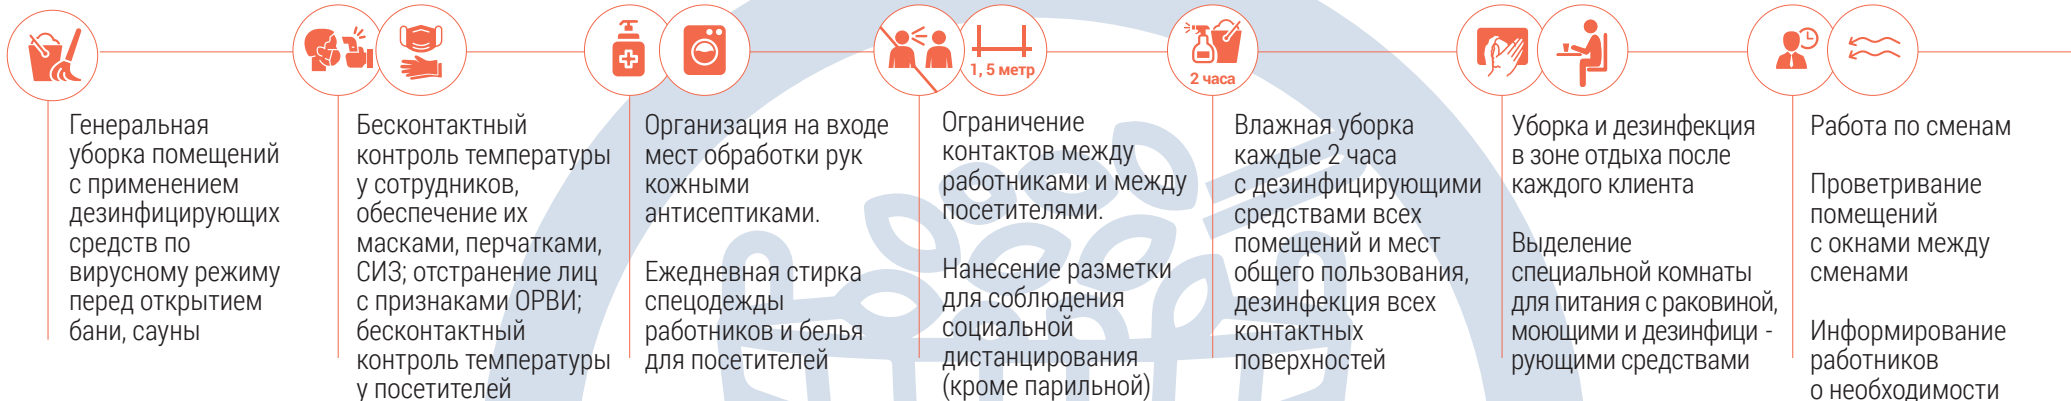 1, 5 метр
2 часа
Генеральная
уборка помещений
с применением
дезинфицирующих
средств по
вирусному режиму
перед открытием
бани, сауны
Бесконтактный
контроль температуры
у сотрудников,
обеспечение их
масками, перчатками,
СИЗ; отстранение лиц
с признаками ОРВИ;
бесконтактный
контроль температуры
у посетителей
Организация на входе
мест обработки рук
кожными
антисептиками.
Ежедневная стирка
спецодежды
работников и белья
для посетителей
Ограничение
контактов между
работниками и между
посетителями.
Нанесение разметки
для соблюдения
социальной
дистанцирования
(кроме парильной)
Влажная уборка
каждые 2 часа
с дезинфицирующими
средствами всех
помещений и мест
общего пользования,
дезинфекция всех
контактных
поверхностей
Уборка и дезинфекция
в зоне отдыха после
каждого клиента
Выделение
специальной комнаты
для питания с раковиной,
моющими и дезинфици -
рующими средствами
Работа по сменам
Проветривание
помещений
с окнами между
сменами
Информирование
работников
о необходимости